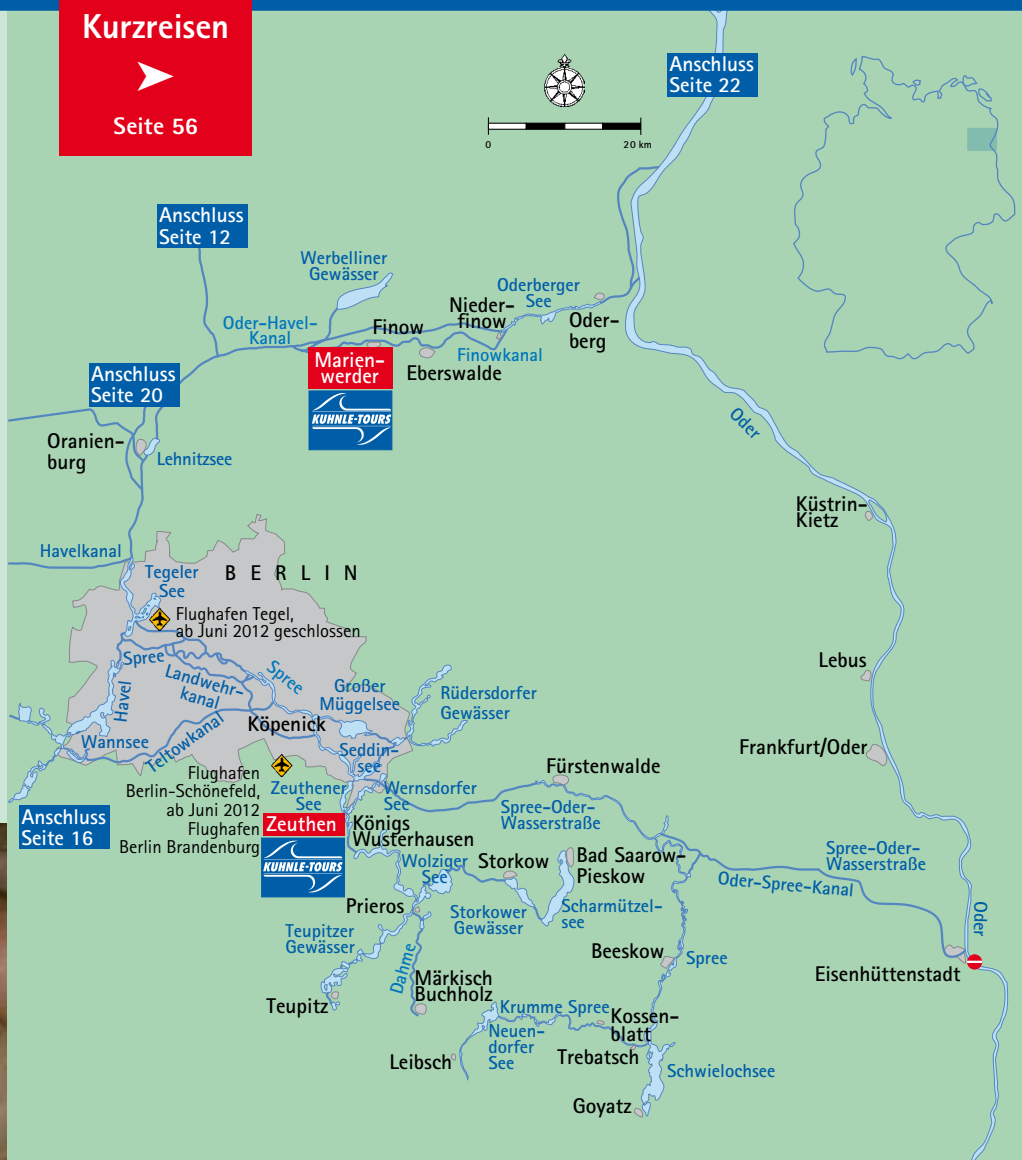 Kurzreisen
Seite 56
Anschluss
Seite 22
0 20 km
Anschluss
Seite 12
Werbelliner
Gewässer
Oder-Havel-
Kanal
Finow
Nieder-
finow
Oderberger
See
Oder-
berg
Finowkanal
Eberswalde
Marien-
werder
KUHNLE-TOURS
Anschluss
Seite 20
Oranien-
burg
Lehnitzsee
Oder
Küstrin-
Kietz
Havelkanal
Tegeler
See
BERLIN
Flughafen Tegel,
ab Juni 2012 geschlossen
Spree
Landwehr-
kanal
Spree
Havel
Großer
Müggelsee
Rüdersdorfer
Gewässer
Lebus
Wannsee
Teltowkanal
Köpenick
Seddin-
see
Frankfurt/Oder
Flughafen
Berlin-Schönefeld,
ab Juni 2012
Flughafen
Berlin Brandenburg
Zeuthener
See
Wernsdorfer
See
Fürstenwalde
Spree-Oder-
Wasserstraße
Anschluss
Seite 16
Zeuthen
KUHNLE-TOURS
Königs
Wusterhausen
Wolziger
See
Storkow
Bad Saarow-
Pieskow
Spree-Oder-
Wasserstraße
Oder-Spree-Kanal
Prieros
Storkower
Gewässer
Scharmützel-
see
Oder
Teupitzer
Gewässer
Beeskow
Spree
Eisenhüttenstadt
Dahme
Märkisch
Buchholz
Teupitz
Krumme Spree
Kossen-
blatt
Neuen-
dorfer
See
Leibsch
Trebatsch
Schwielochsee
Goyatz